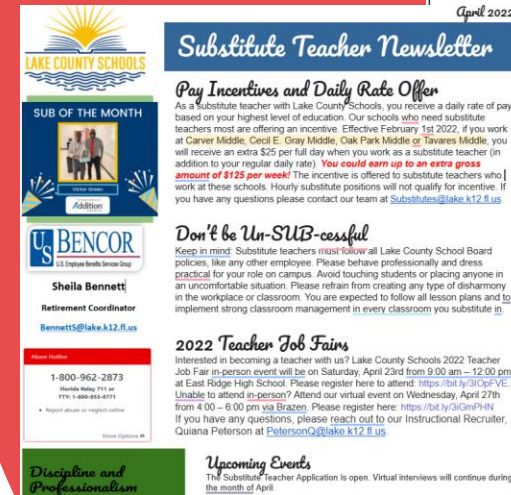 April 2022
LAKE COUNTY SCHOOLS
Substitute Teacher Newsletter
SUB OF THE MONTH
Victor Green
Addition
US BENCOR
U.S. Employee Benefits Services Group
Sheila Bennett
Retirement Coordinator
BennettS@lake.k12.fl.us
Abuse Hotline
1-800-962-2873
Florida Relay 711 or
TTY: 1-800-955-8771
• Report abuse or neglect online
More Options »
Discipline and
Professionalism
Pay Incentives and Daily Rate Offer
As a substitute teacher with Lake County Schools, you receive a daily rate of pay
based on your highest level of education. Our schools who need substitute
teachers most are offering an incentive. Effective February 1st 2022, if you work
at Carver Middle, Cecil E. Gray Middle, Oak Park Middle or Tavares Middle, you
will receive an extra $25 per full day when you work as a substitute teacher (in
addition to your regular daily rate). You could earn up to an extra gross
amount of $125 per week! The incentive is offered to substitute teachers who
work at these schools. Hourly substitute positions will not qualify for incentive. If
you have any questions please contact our team at Substitutes@lake.k12.fl.us
Don't be Un-SUB-cessful
Keep in mind: Substitute teachers must follow all Lake County School Board
policies, like any other employee. Please behave professionally and dress
practical for your role on campus. Avoid touching students or placing anyone in
an uncomfortable situation. Please refrain from creating any type of disharmony
in the workplace or classroom. You are expected to follow all lesson plans and to
implement strong classroom management in every classroom you substitute in.
2022 Teacher Job Fairs
Interested in becoming a teacher with us? Lake County Schools 2022 Teacher
Job Fair in-person event will be on Saturday, April 23rd from 9:00 am – 12:00 pm
at East Ridge High School. Please register here to attend: https://bit.ly/3IOpFVE.
Unable to attend in-person? Attend our virtual event on Wednesday, April 27th
from 4:00 – 6:00 pm via Brazen. Please register here: https://bit.ly/3iGmPHN
If you have any questions, please reach out to our Instructional Recruiter,
Quiana Peterson at PetersonQ@lake.k12.fl.us.
Upcoming Events
The Substitute Teacher Application is open. Virtual interviews will continue during
the month of April.